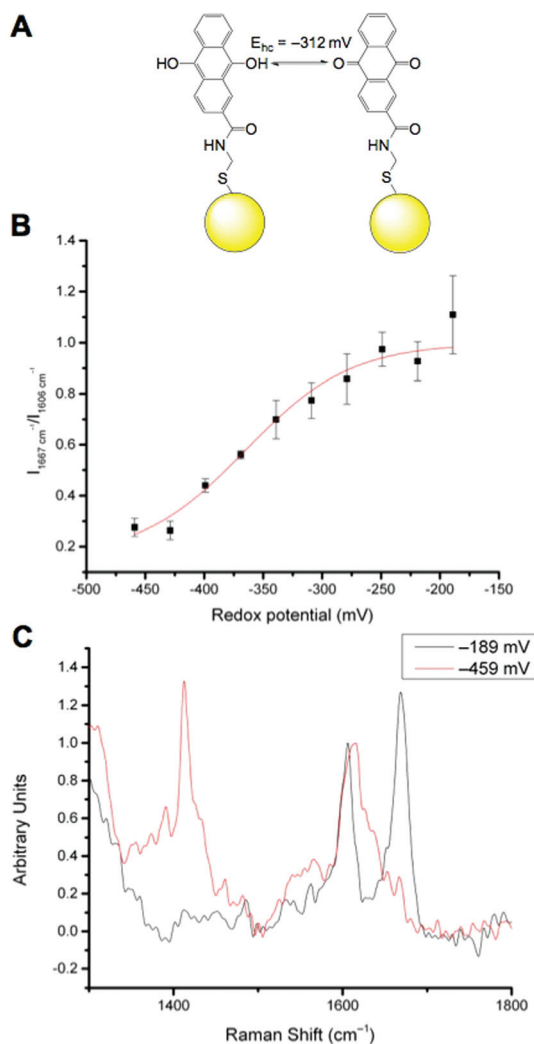 A
E_hc = –312 mV
HO
OH
O
O
O
HN
S
O
HN
S
B
1.4
1.2
1.0
0.8
0.6
0.4
0.2
I_1667 cm⁻¹/I_1606 cm⁻¹
-500
-450
-400
-350
-300
-250
-200
-150
Redox potential (mV)
C
–189 mV
–459 mV
1.4
1.2
1.0
0.8
0.6
0.4
0.2
0.0
-0.2
Arbitrary Units
1400
1600
1800
Raman Shift (cm⁻¹)